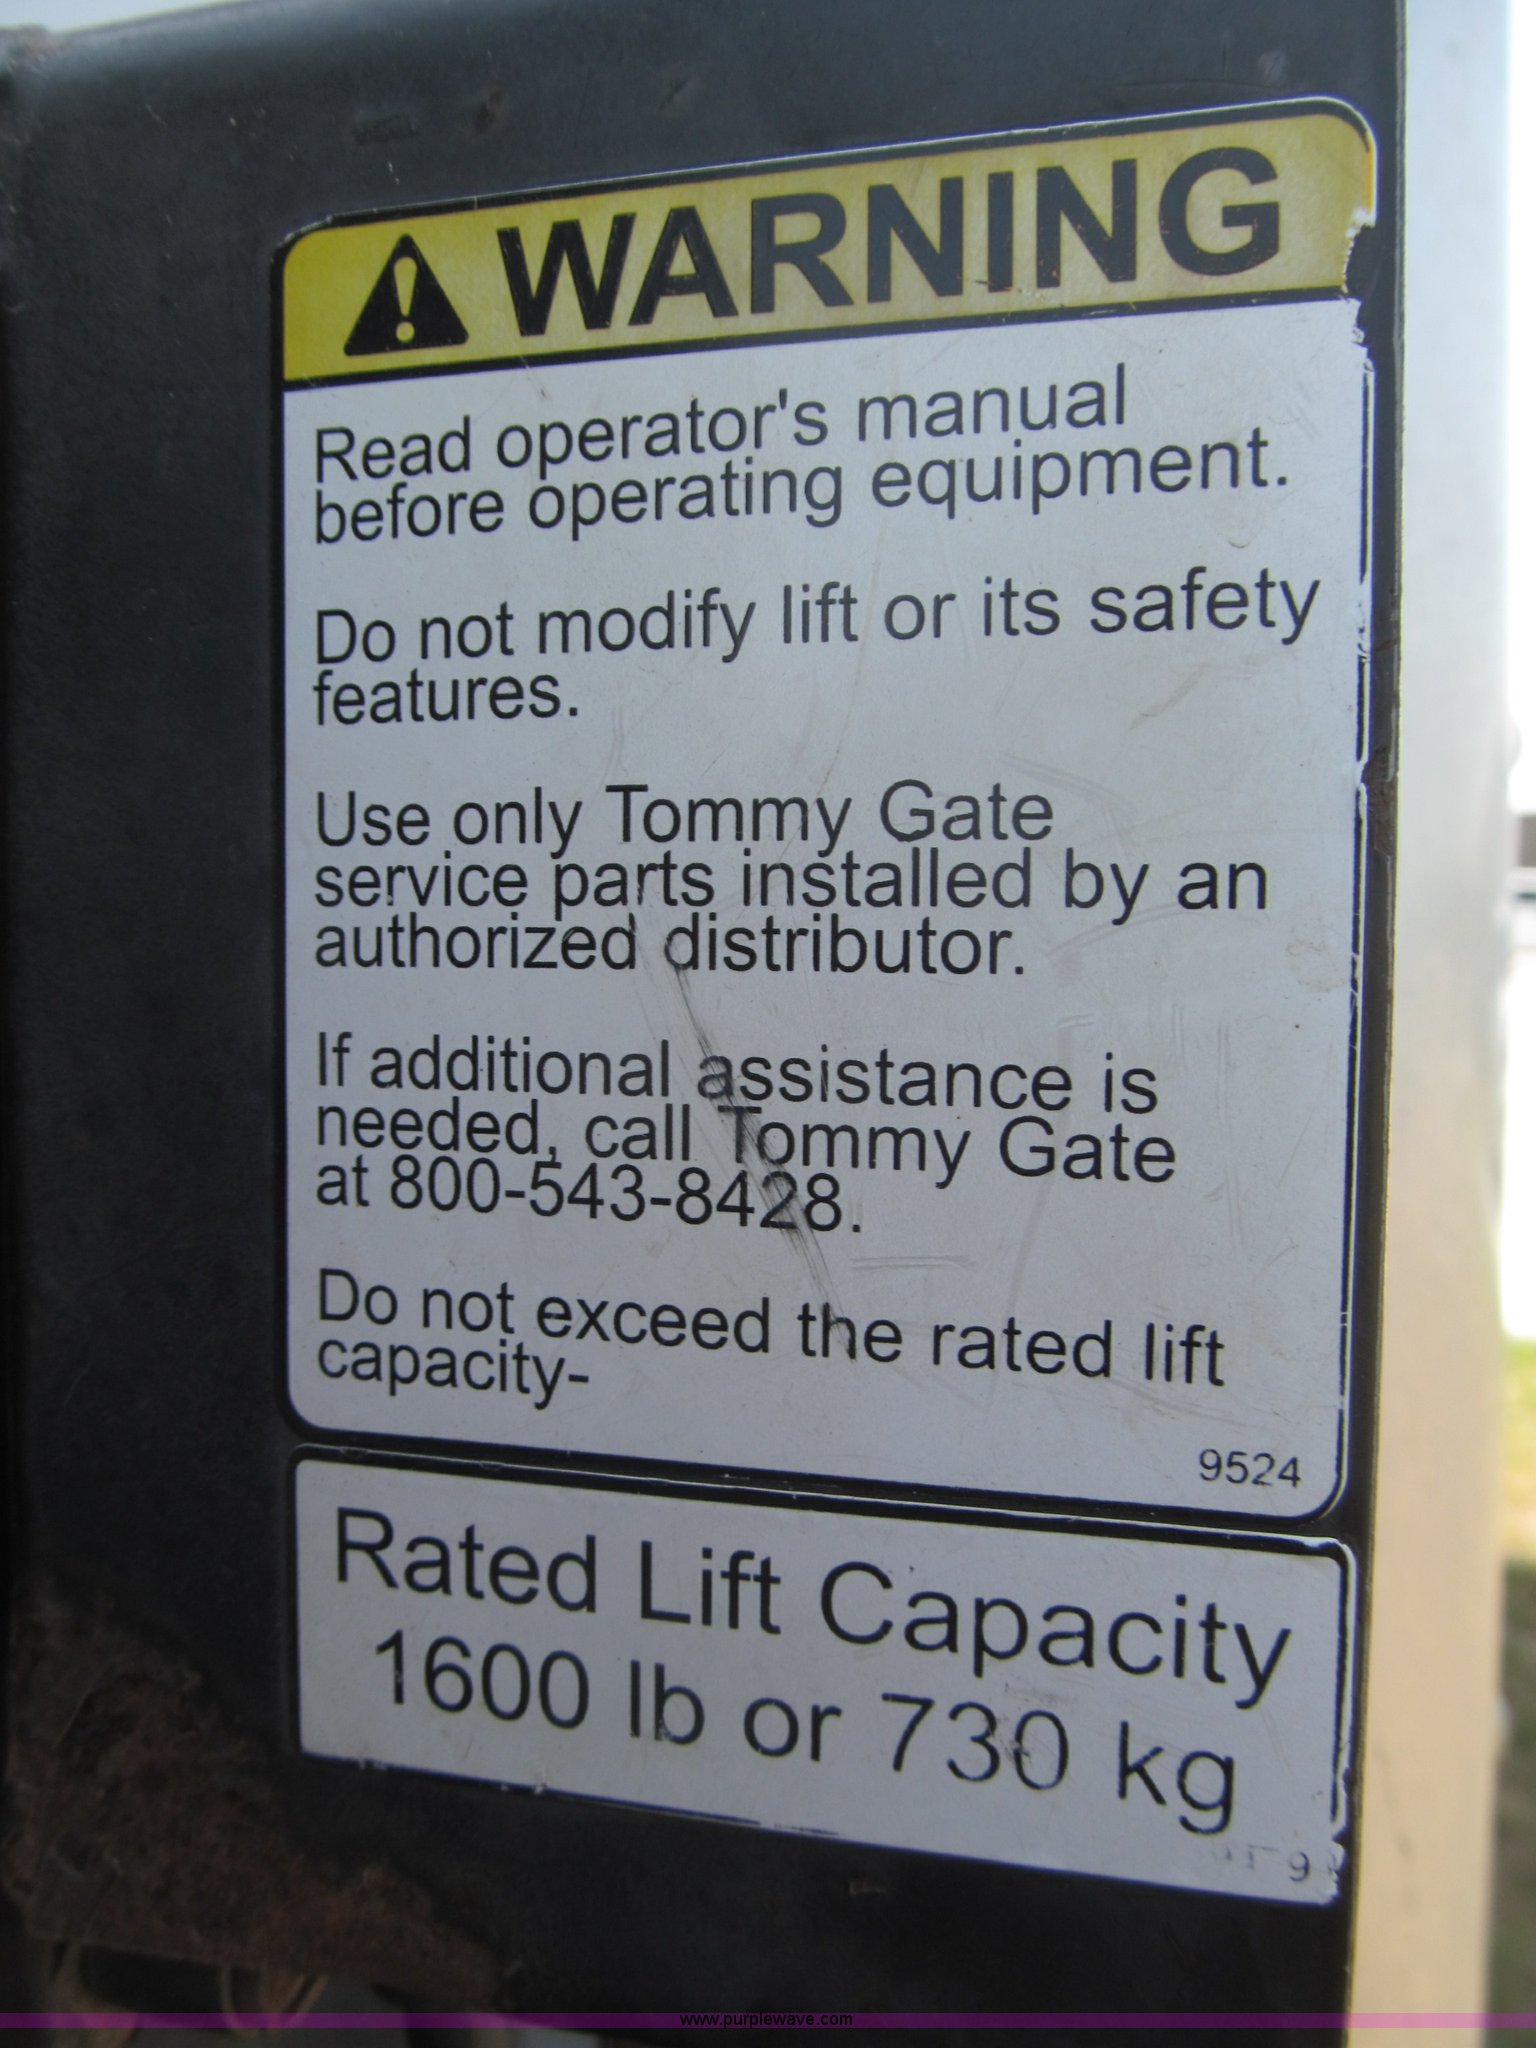 WARNING
Read operator's manual
before operating equipment.
Do not modify lift or its safety
features.
Use only Tommy Gate
service parts installed by an
authorized distributor.
If additional assistance is
needed, call Tommy Gate
at 800-543-8428.
Do not exceed the rated lift
capacity-
9524
Rated Lift Capacity
1600 lb or 730 kg
www.purplewave.com